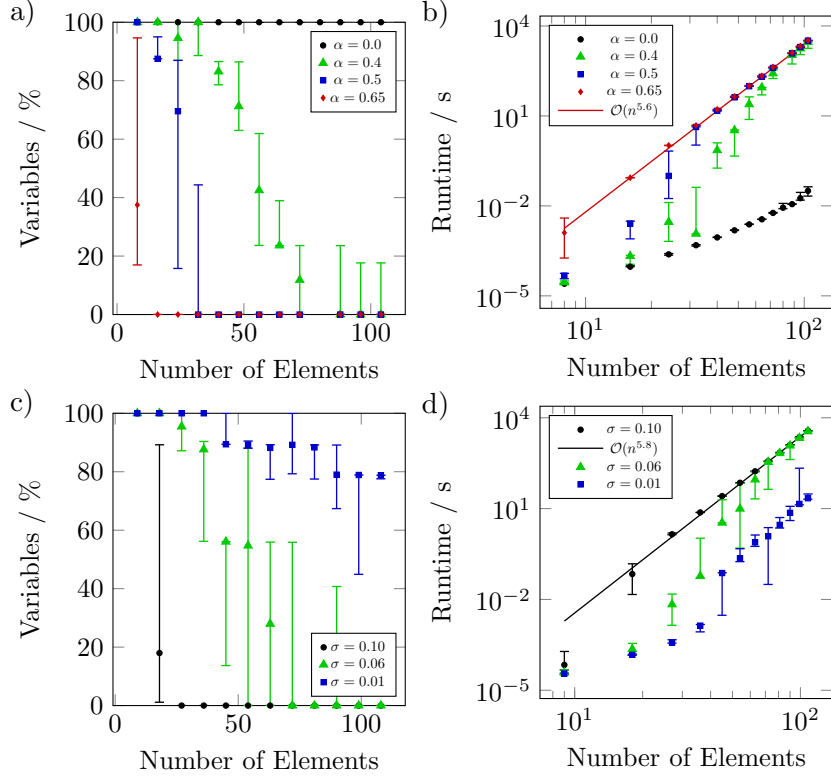 a)
Variables / %
100
80
60
40
20
0
0
50
100
Number of Elements
α = 0.0
α = 0.4
α = 0.5
α = 0.65
b)
Runtime / s
10^4
10^1
10^-2
10^-5
10^1
10^2
Number of Elements
α = 0.0
α = 0.4
α = 0.5
α = 0.65
𝒪(n^5.6)
c)
Variables / %
100
80
60
40
20
0
0
50
100
Number of Elements
σ = 0.10
σ = 0.06
σ = 0.01
d)
Runtime / s
10^4
10^1
10^-2
10^-5
10^1
10^2
Number of Elements
σ = 0.10
𝒪(n^5.8)
σ = 0.06
σ = 0.01